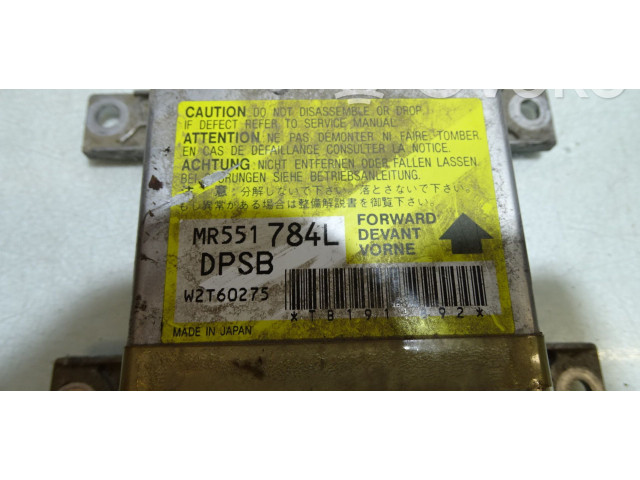 CAUTION DO NOT DISASSEMBLE OR DROP.
IF DEFECT REFER TO SERVICE MANUAL.
ATTENTION NE PAS DEMONTER NI FAIRE TOMBER.
EN CAS DE DEFAILLANCE CONSULTER LA NOTICE.
ACHTUNG NICHT ENTFERNEN ODER FALLEN LASSEN.
SIEHE BETRIEBSANLEITUNG.
注 意:分解しないで下さい。落とさないで下さい。
もし異常がある場合は整備解説書を御覧下さい。
MR551 784L
DPSB
W2T60275
FORWARD
DEVANT
VORNE
MADE IN JAPAN